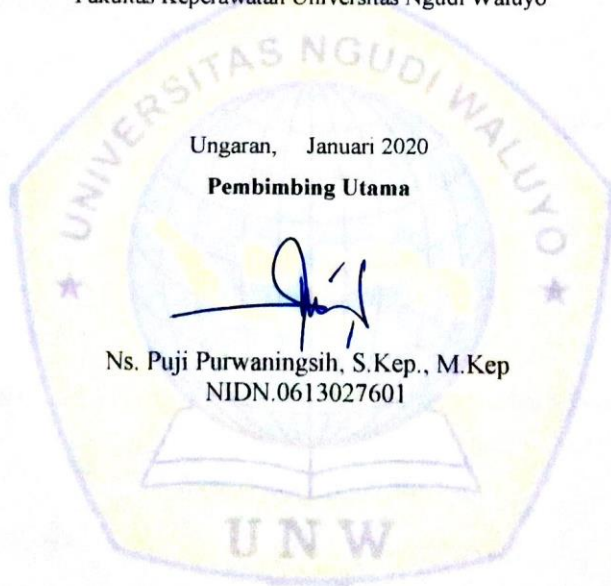 Fakultas Keperawatan Universitas Ngudi Waluyo
UNIVERSITAS NGUDI WALUYO
Ungaran, Januari 2020
Pembimbing Utama
Ns. Puji Purwaningsih, S.Kep., M.Kep
NIDN.0613027601
UNW